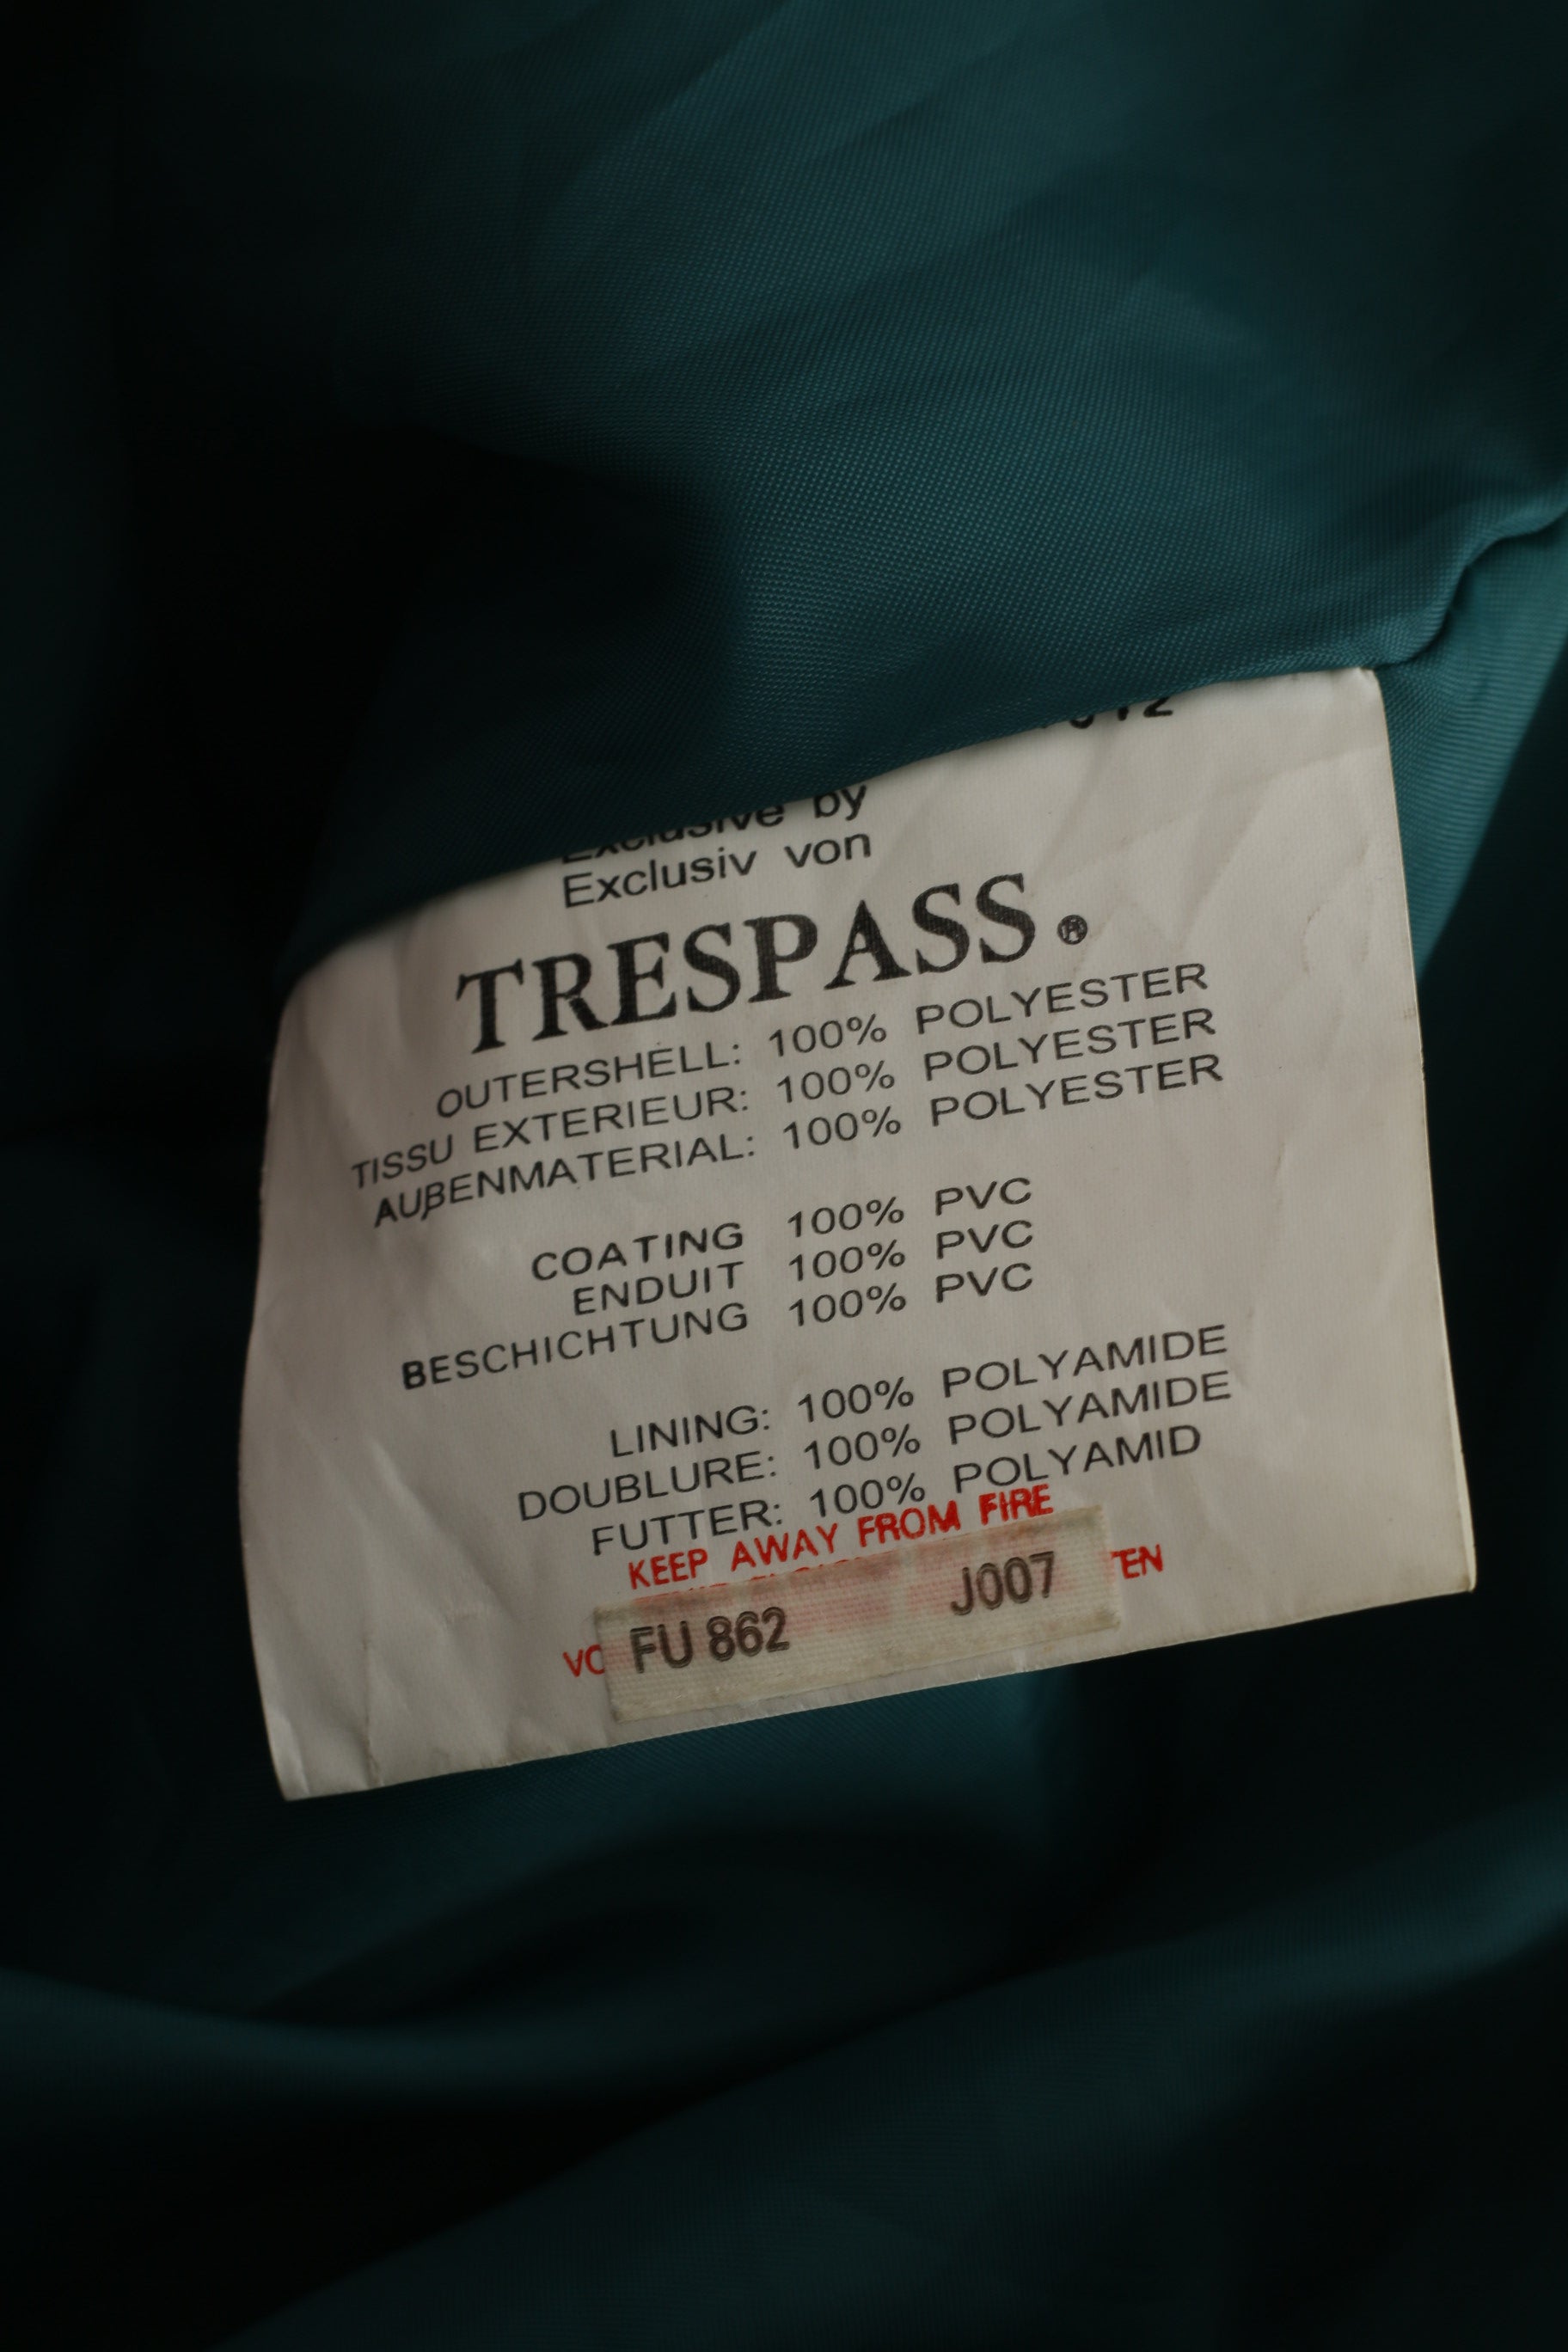 Exclusive by
Exclusiv von
TRESPASS.®
OUTERSHELL: 100% POLYESTER
TISSU EXTERIEUR: 100% POLYESTER
AUßENMATERIAL: 100% POLYESTER
COATING 100% PVC
ENDUIT 100% PVC
BESCHICHTUNG 100% PVC
LINING: 100% POLYAMIDE
DOUBLURE: 100% POLYAMIDE
FUTTER: 100% POLYAMID
KEEP AWAY FROM FIRE
FU 862 J007